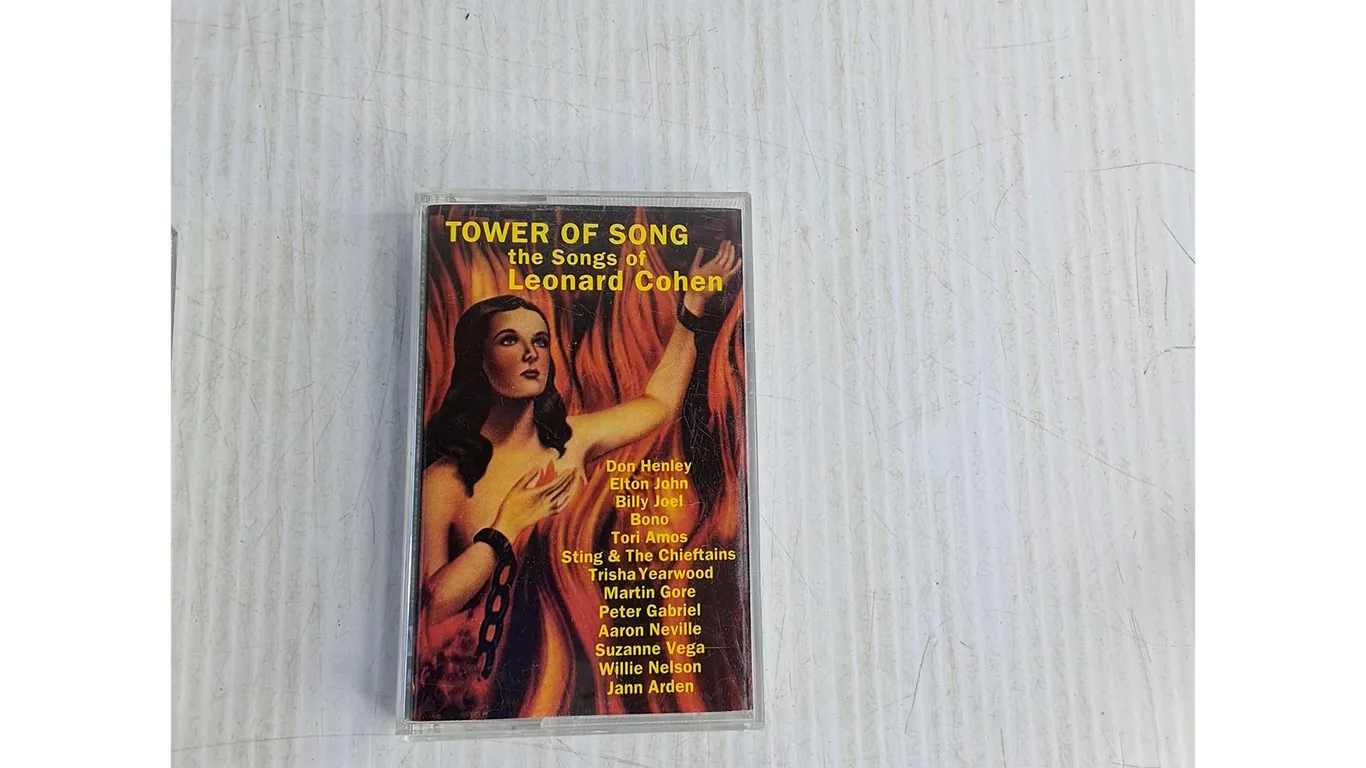 TOWER OF SONG
the Songs of
Leonard Cohen
Don Henley
Elton John
Billy Joel
Bono
Tori Amos
Sting & The Chieftains
Trisha Yearwood
Martin Gore
Peter Gabriel
Aaron Neville
Suzanne Vega
Willie Nelson
Jann Arden